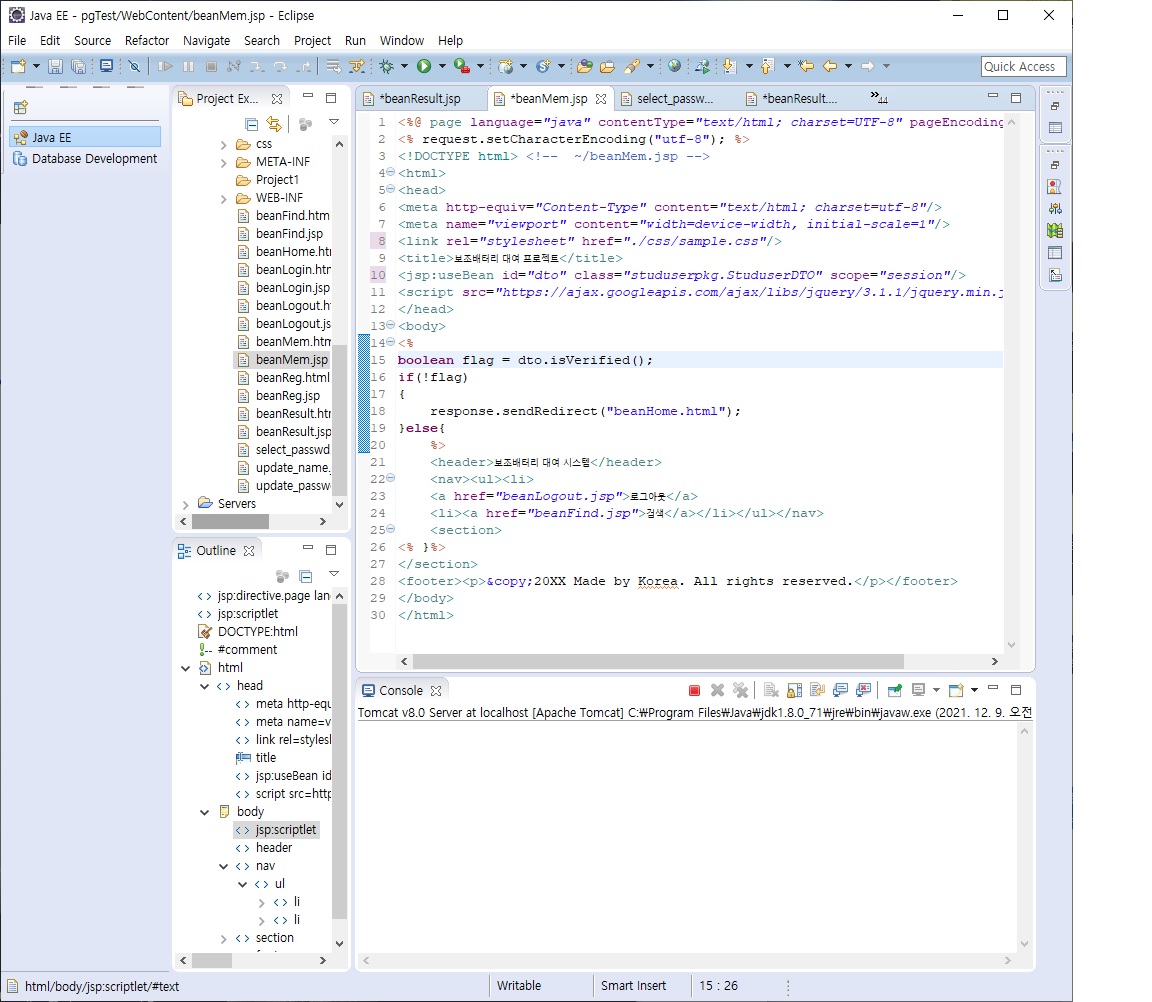 Java EE - pgTest/WebContent/beanMem.jsp - Eclipse
File Edit Source Refactor Navigate Search Project Run Window Help
Quick Access
Java EE
Database Development
Project Ex...
css
META-INF
Project1
WEB-INF
beanFind.htm
beanFind.jsp
beanHome.htr
beanLogin.htr
beanLogin.jsp
beanLogout.h
beanLogout.js
beanMem.htm
beanMem.jsp
beanReg.html
beanReg.jsp
beanResult.htr
beanResult.jsp
select_passwd
update_name.
update_passw
Servers
Outline
jsp:directive.page lan
jsp:scriptlet
DOCTYPE:html
#comment
html
head
meta http-equ
meta name=v
link rel=styles
title
jsp:useBean id
script src=http
body
jsp:scriptlet
header
nav
ul
li
li
section
*beanResult.jsp *beanMem.jsp select_passw... *beanResult.... »44
1 <%@ page language="java" contentType="text/html; charset=UTF-8" pageEncoding
2 <% request.setCharacterEncoding("utf-8"); %>
3 <!DOCTYPE html> <!--  ~/beanMem.jsp -->
4 <html>
5 <head>
6 <meta http-equiv="Content-Type" content="text/html; charset=utf-8"/>
7 <meta name="viewport" content="width=device-width, initial-scale=1"/>
8 <link rel="stylesheet" href="./css/sample.css"/>
9 <title>보조배터리 대여 프로젝트</title>
10 <jsp:useBean id="dto" class="studuserpkg.StuduserDTO" scope="session"/>
11 <script src="https://ajax.googleapis.com/ajax/libs/jquery/3.1.1/jquery.min.j
12 </head>
13 <body>
14 <%
15 boolean flag = dto.isVerified();
16 if(!flag)
17 {
18     response.sendRedirect("beanHome.html");
19 }else{
20     %>
21     <header>보조배터리 대여 시스템</header>
22     <nav><ul><li>
23     <a href="beanLogout.jsp">로그아웃</a>
24     <li><a href="beanFind.jsp">검색</a></li></ul></nav>
25     <section>
26 <% }%>
27 </section>
28 <footer><p>&copy;20XX Made by Korea. All rights reserved.</p></footer>
29 </body>
30 </html>
Console
Tomcat v8.0 Server at localhost [Apache Tomcat] C:₩Program Files₩Java₩jdk1.8.0_71₩jre₩bin₩javaw.exe (2021. 12. 9. 오전
html/body/jsp:scriptlet/#text Writable Smart Insert 15 : 26